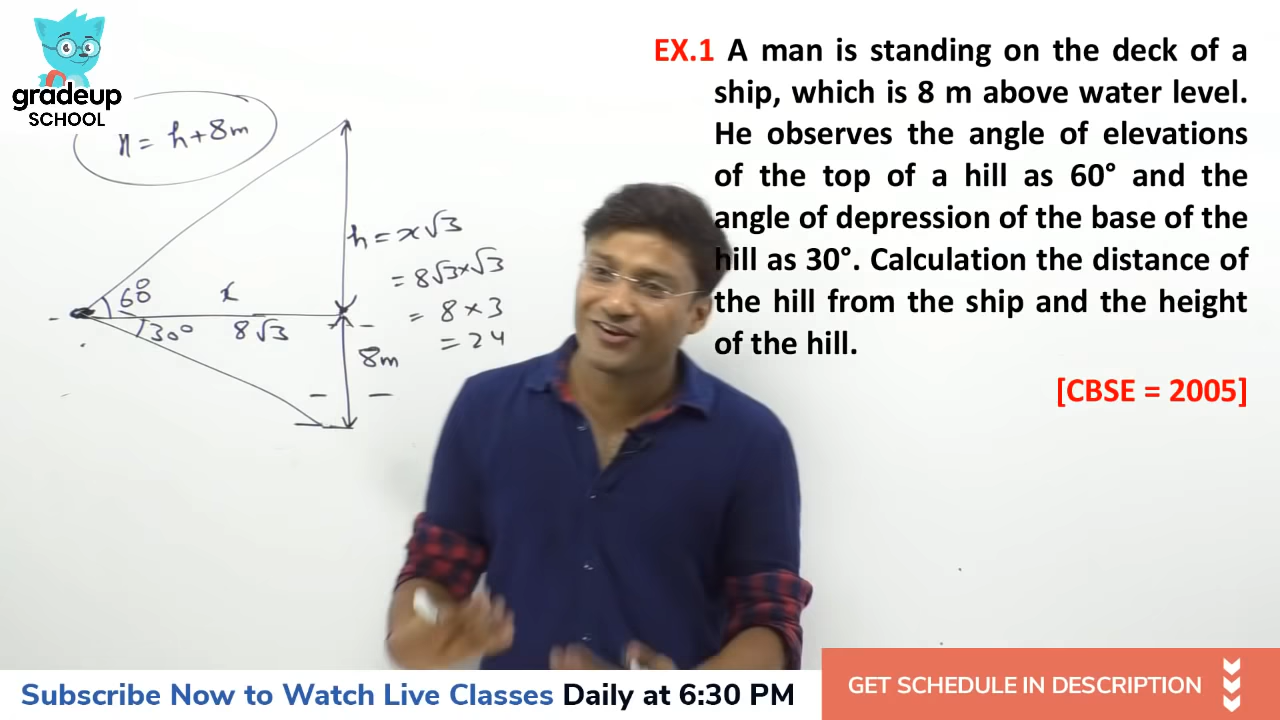 gradeup
SCHOOL
H = h+8m
h = x√3
= 8√3×√3
= 8 × 3
= 24
60°
x
30°
8√3
8m
EX.1 A man is standing on the deck of a
ship, which is 8 m above water level.
He observes the angle of elevations
of the top of a hill as 60° and the
angle of depression of the base of the
hill as 30°. Calculation the distance of
the hill from the ship and the height
of the hill.
[CBSE = 2005]
Subscribe Now to Watch Live Classes Daily at 6:30 PM
GET SCHEDULE IN DESCRIPTION